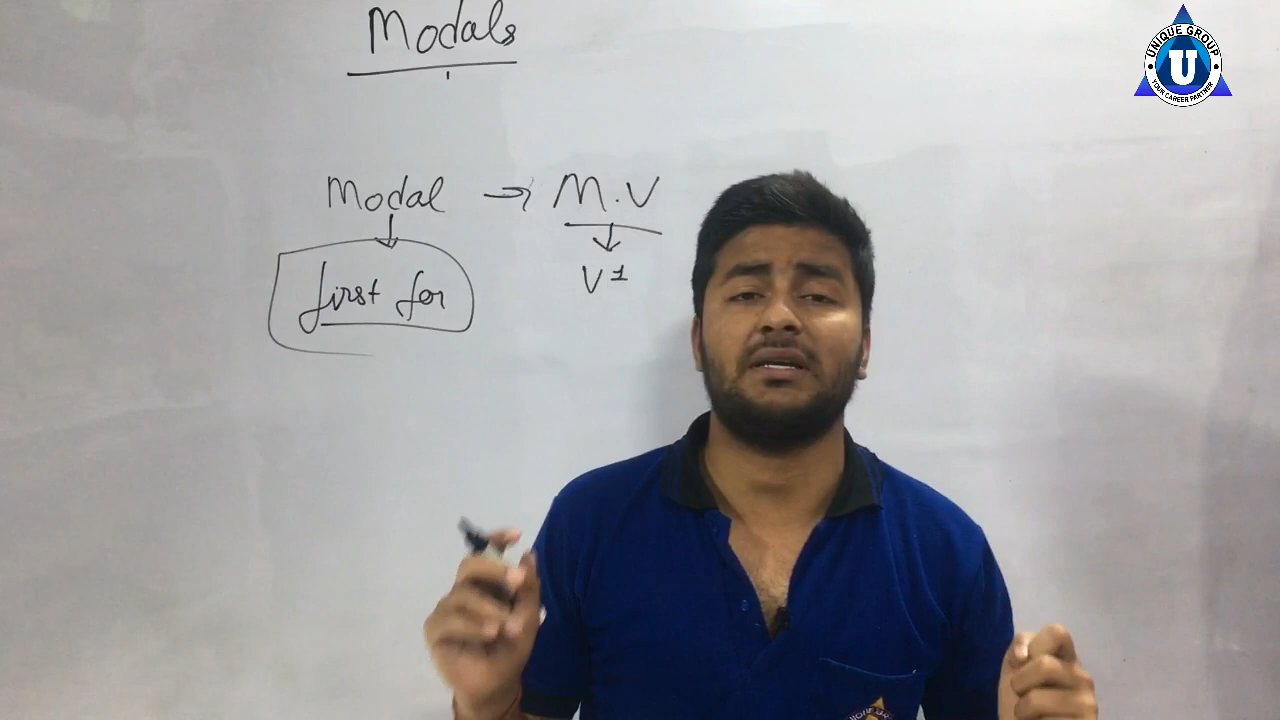 Modals
Modal → M.V
↓ ↓
first for V1
UNIQUE GROUP
U
YOUR CAREER PARTNER